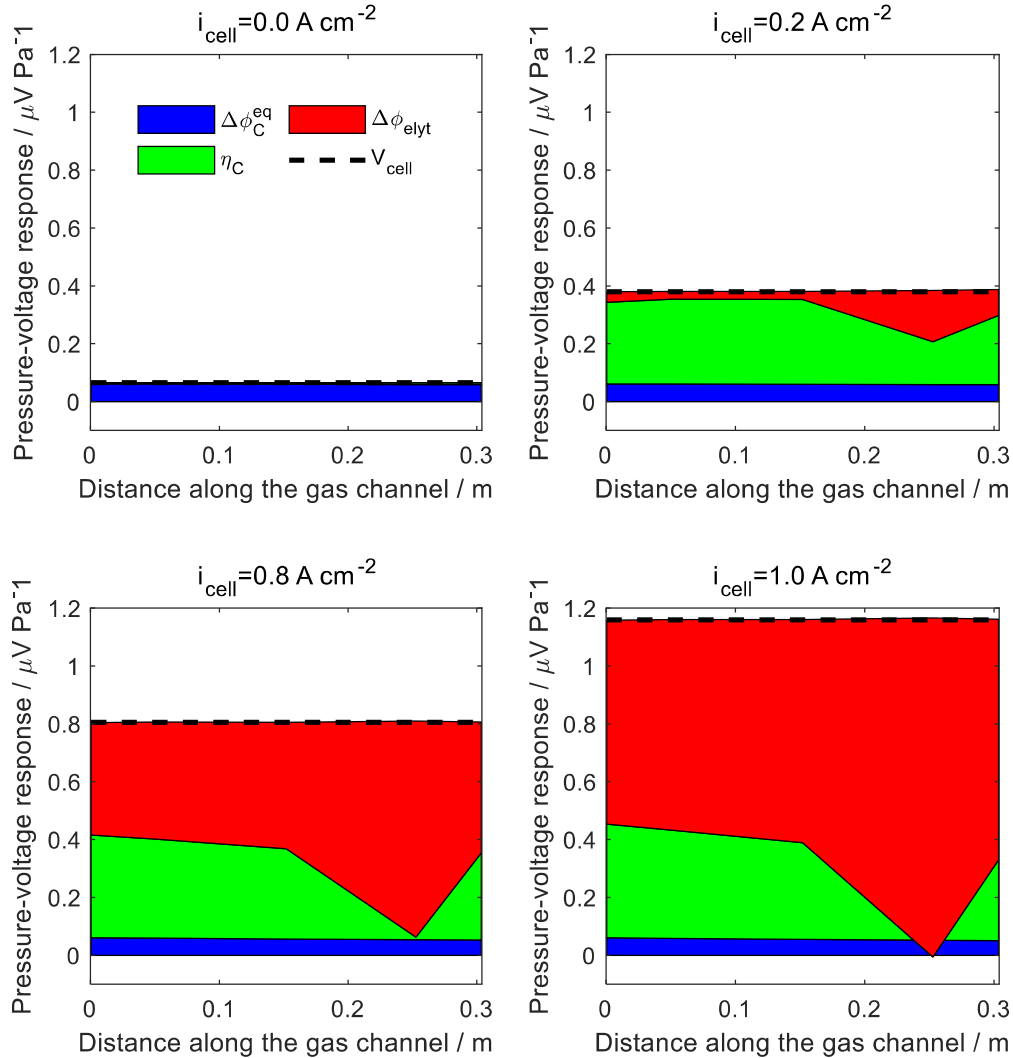 i_cell=0.0 A cm^-2
Pressure-voltage response / μV Pa^-1
1.2
1
0.8
0.6
0.4
0.2
0
Δϕ_C^eq
Δϕ_elyt
η_C
V_cell
0 0.1 0.2 0.3
Distance along the gas channel / m
i_cell=0.2 A cm^-2
Pressure-voltage response / μV Pa^-1
1.2
1
0.8
0.6
0.4
0.2
0
0 0.1 0.2 0.3
Distance along the gas channel / m
i_cell=0.8 A cm^-2
Pressure-voltage response / μV Pa^-1
1.2
1
0.8
0.6
0.4
0.2
0
0 0.1 0.2 0.3
Distance along the gas channel / m
i_cell=1.0 A cm^-2
Pressure-voltage response / μV Pa^-1
1.2
1
0.8
0.6
0.4
0.2
0
0 0.1 0.2 0.3
Distance along the gas channel / m